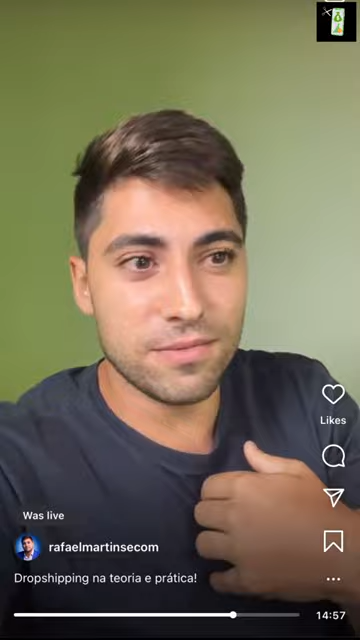 Likes
Was live
rafaelmartinsecom
Dropshipping na teoria e prática!
14:57